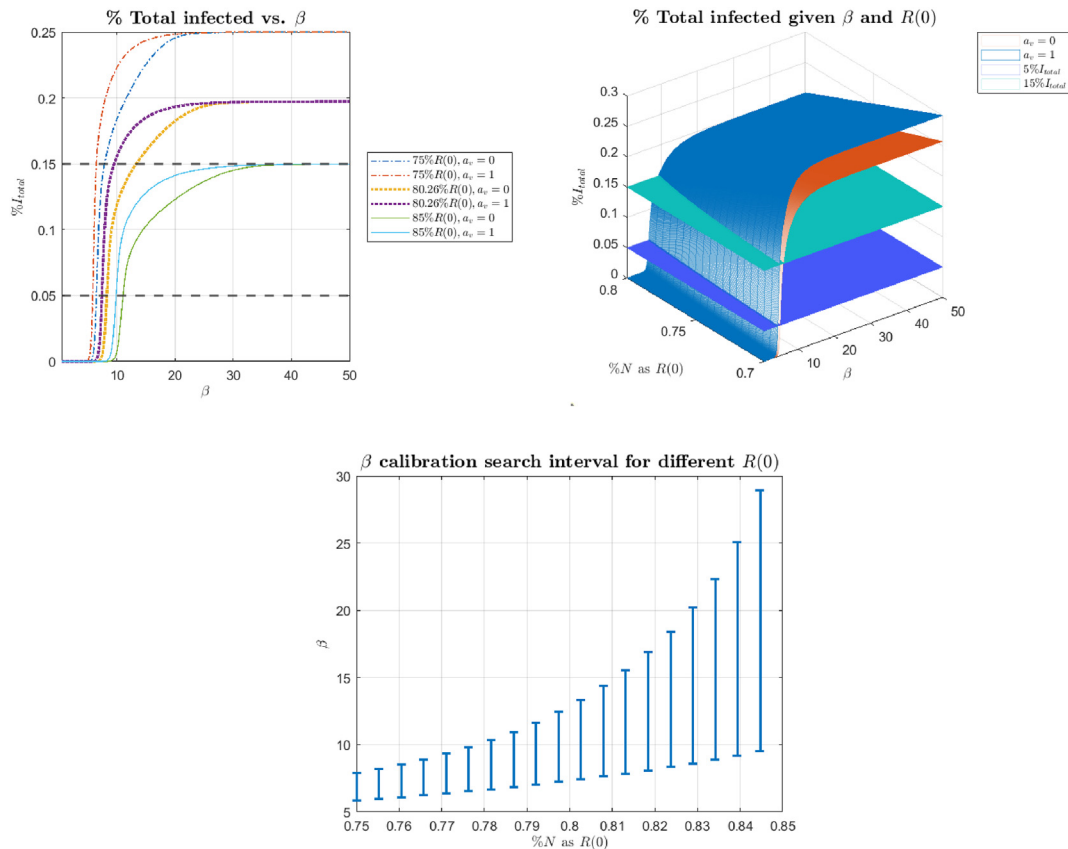 % Total infected vs. β
0.25
0.2
0.15
0.05
0
10
20
30
40
50
%I_total
β
75%R(0), a_v = 0
75%R(0), a_v = 1
80.26%R(0), a_v = 0
80.26%R(0), a_v = 1
85%R(0), a_v = 0
85%R(0), a_v = 1
% Total infected given β and R(0)
a_v = 0
a_v = 1
5%I_total
15%I_total
0.3
0.25
0.2
0.15
0.1
0.05
0
%I_total
0.8
0.75
0.7
%N as R(0)
10
20
30
40
50
β
β calibration search interval for different R(0)
30
25
20
15
10
5
β
0.75
0.76
0.77
0.78
0.79
0.8
0.81
0.82
0.83
0.84
0.85
%N as R(0)